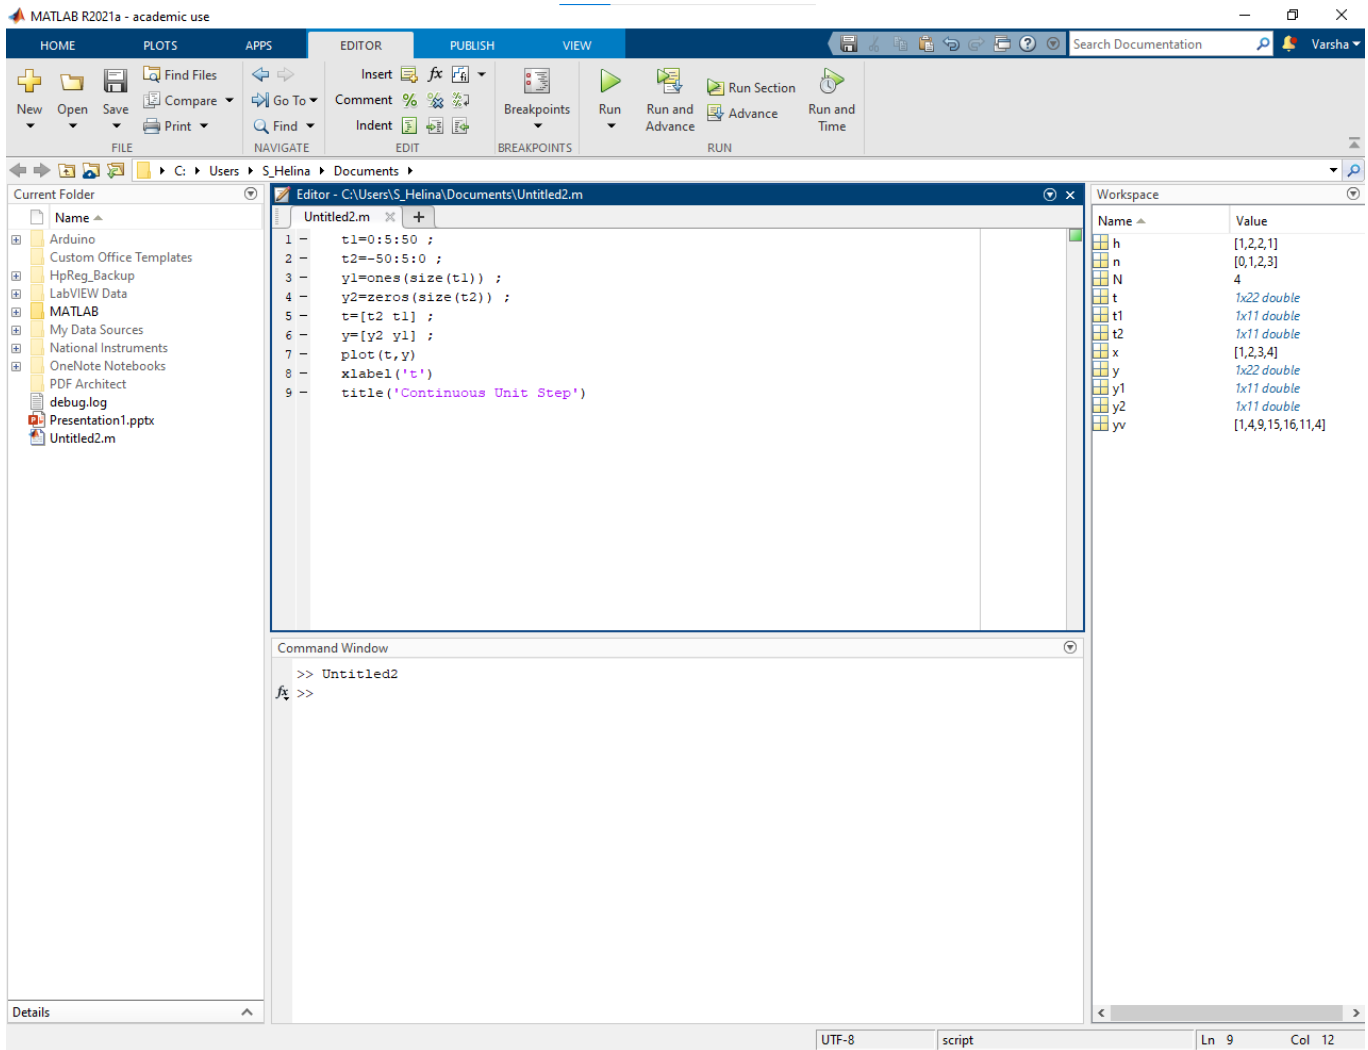 MATLAB R2021a - academic use
HOME PLOTS APPS EDITOR PUBLISH VIEW Search Documentation Varsha
New Open Save Find Files Compare Print
FILE
Go To Find
NAVIGATE
Insert fx
Comment %
Indent
EDIT
Breakpoints
BREAKPOINTS
Run Run and Advance Run Section Advance Run and Time
RUN
C: Users S_Helina Documents
Current Folder
Name
Arduino
Custom Office Templates
HpReg_Backup
LabVIEW Data
MATLAB
My Data Sources
National Instruments
OneNote Notebooks
PDF Architect
debug.log
Presentation1.pptx
Untitled2.m
Details
Editor - C:\Users\S_Helina\Documents\Untitled2.m
Untitled2.m +
1 - t1=0:5:50 ;
2 - t2=-50:5:0 ;
3 - y1=ones(size(t1)) ;
4 - y2=zeros(size(t2)) ;
5 - t=[t2 t1] ;
6 - y=[y2 y1] ;
7 - plot(t,y)
8 - xlabel('t')
9 - title('Continuous Unit Step')
Command Window
>> Untitled2
fx >>
Workspace
Name Value
h [1,2,2,1]
n [0,1,2,3]
N 4
t 1x22 double
t1 1x11 double
t2 1x11 double
x [1,2,3,4]
y 1x22 double
y1 1x11 double
y2 1x11 double
yv [1,4,9,15,16,11,4]
UTF-8 script Ln 9 Col 12